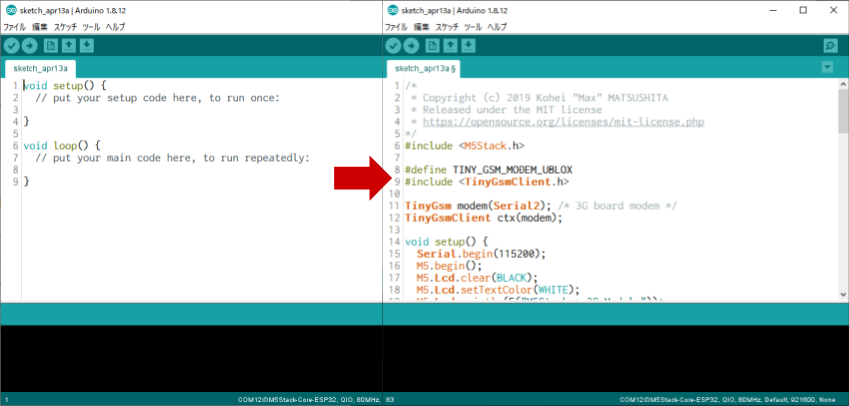 sketch_apr13a | Arduino 1.8.12
ファイル 編集 スケッチ ツール ヘルプ
sketch_apr13a
1 void setup() {
2 // put your setup code here, to run once:
3
4 }
5
6 void loop() {
7 // put your main code here, to run repeatedly:
8
9 }
1
COM12のM5Stack-Core-ESP32, QIO, 80MHz,
sketch_apr13a | Arduino 1.8.12
ファイル 編集 スケッチ ツール ヘルプ
sketch_apr13a §
1 /*
2 * Copyright (c) 2019 Kohei "Max" MATSUSHITA
3 * Released under the MIT license
4 * https://opensource.org/licenses/mit-license.php
5 */
6 #include <M5Stack.h>
7
8 #define TINY_GSM_MODEM_UBLOX
9 #include <TinyGsmClient.h>
10
11 TinyGsm modem(Serial2); /* 3G board modem */
12 TinyGsmClient ctx(modem);
13
14 void setup() {
15 Serial.begin(115200);
16 M5.begin();
17 M5.Lcd.clear(BLACK);
18 M5.Lcd.setTextColor(WHITE);
83
COM12のM5Stack-Core-ESP32, QIO, 80MHz, Default, 921600, None